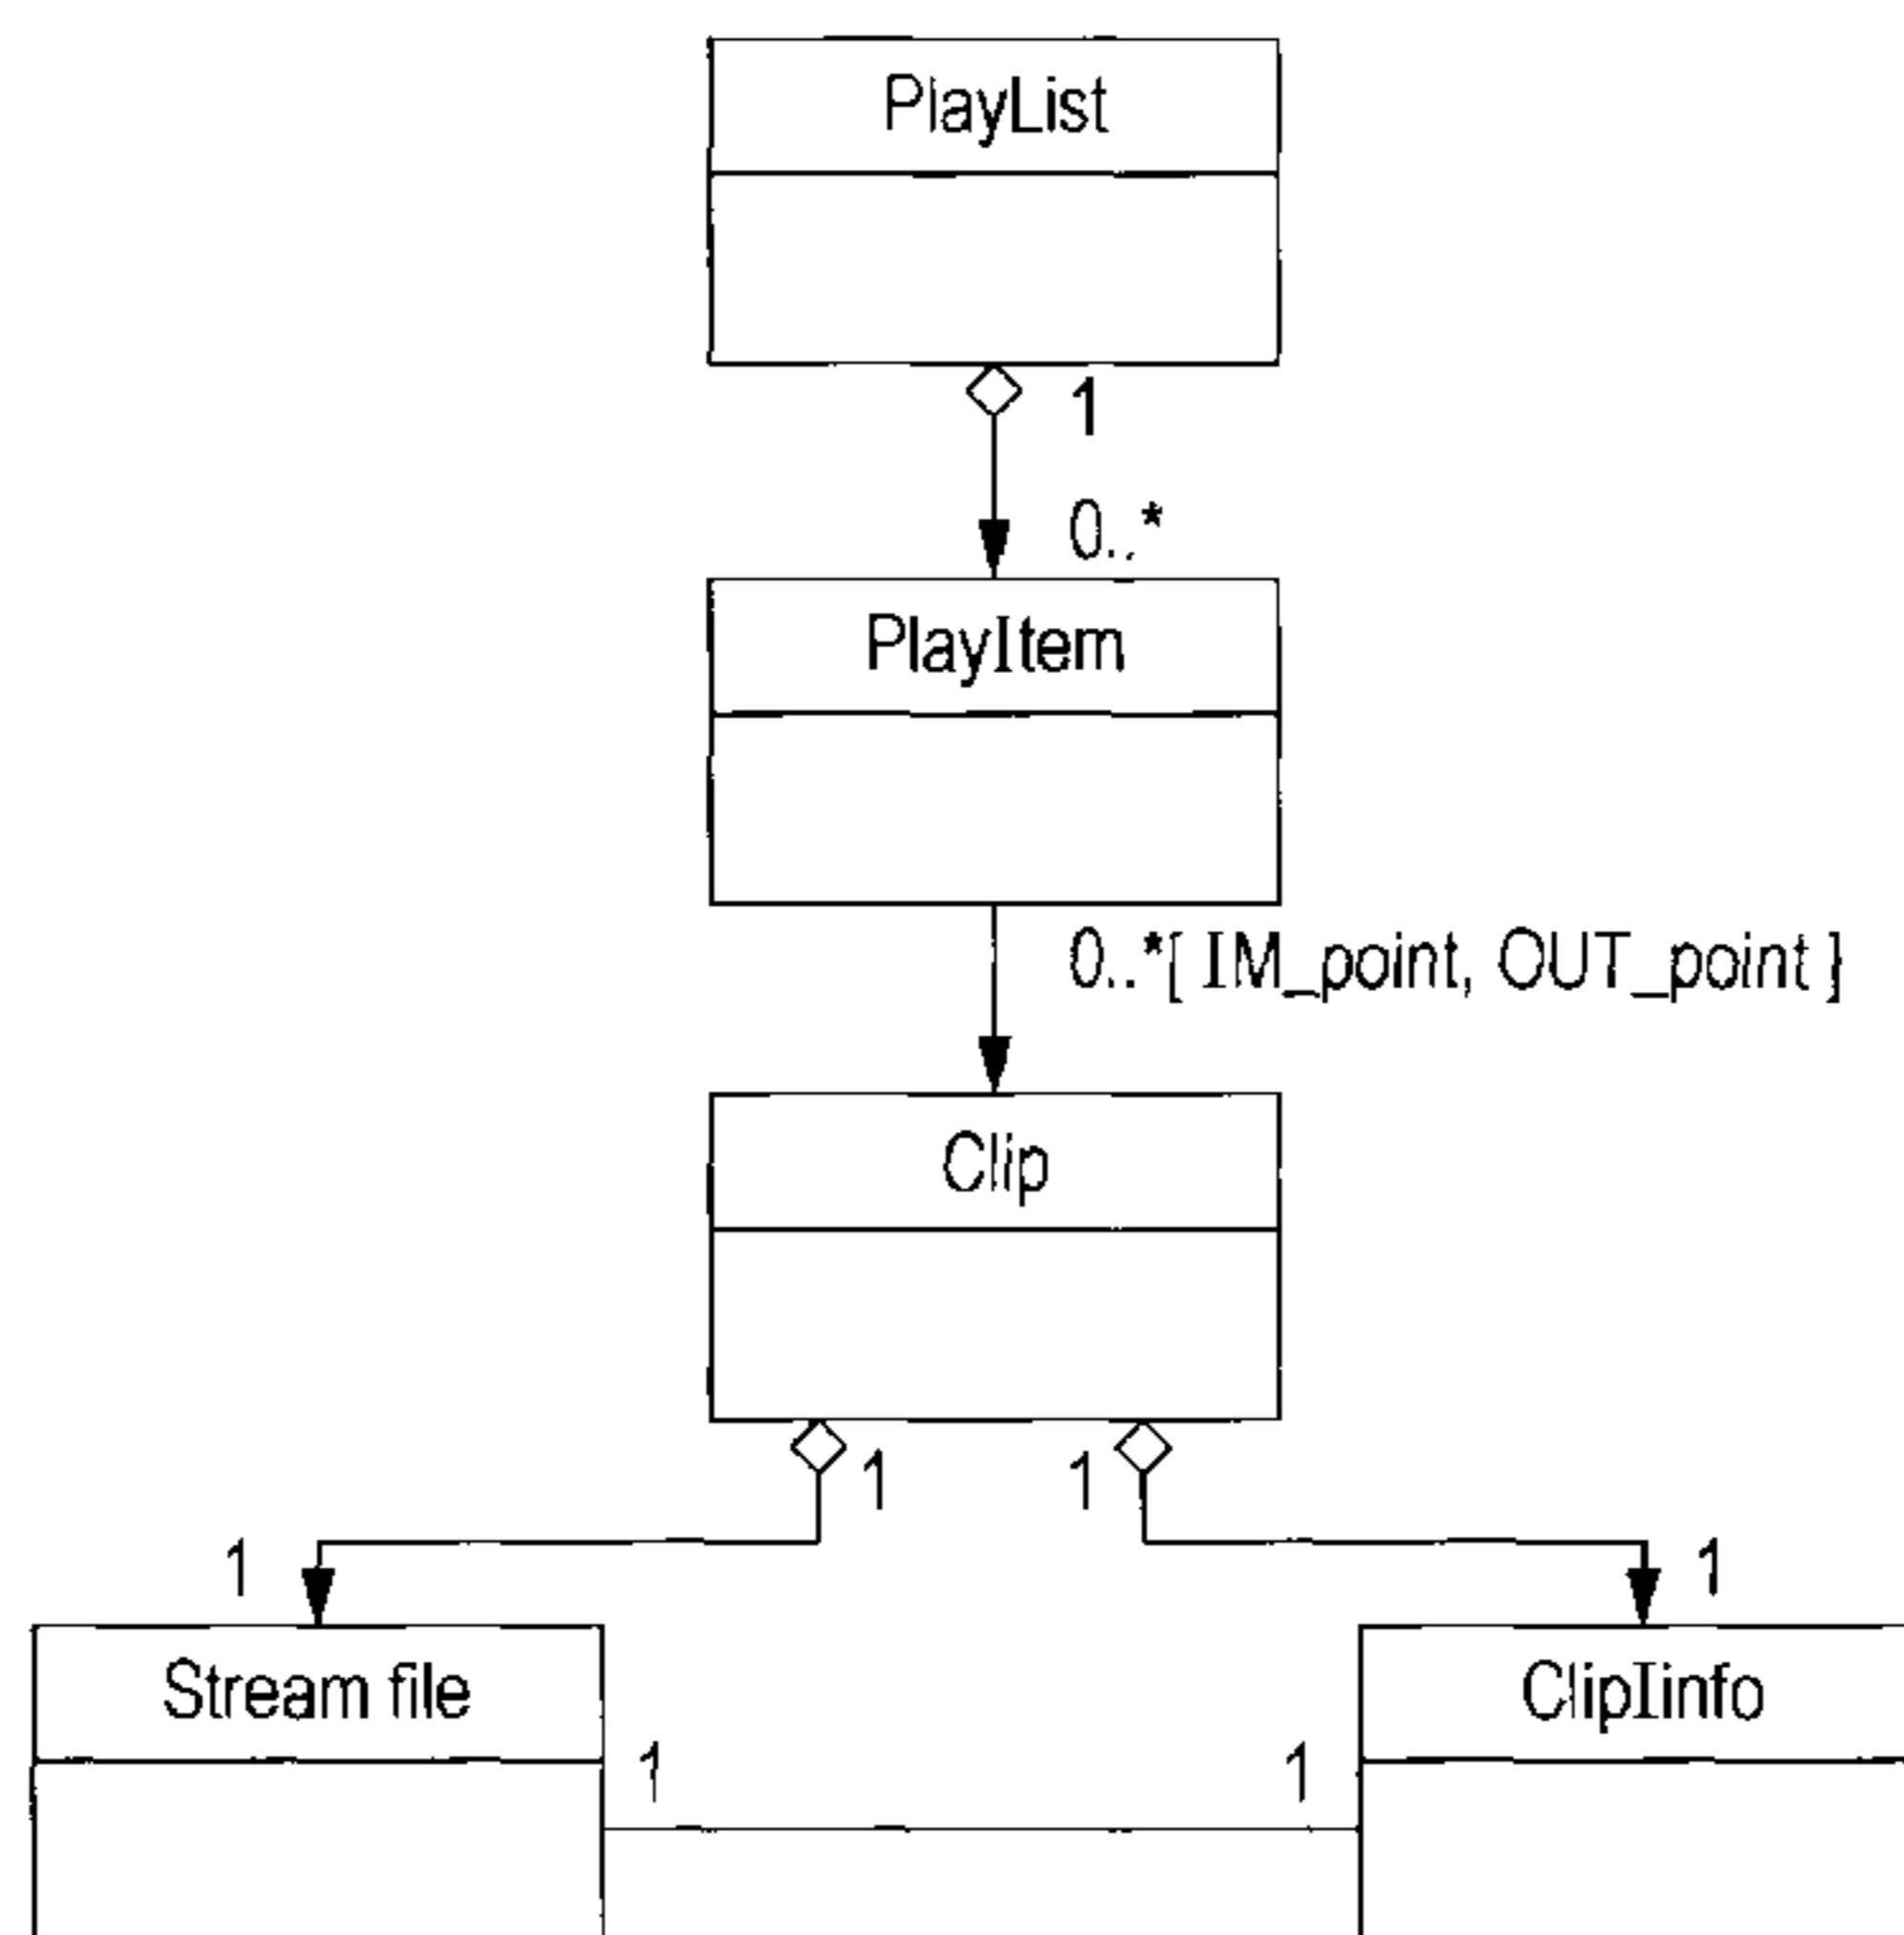 PlayList
1
0..*
PlayItem
0..*{ IM_point, OUT_point }
Clip
1
1
1
1
Stream file
ClipIinfo
1
1